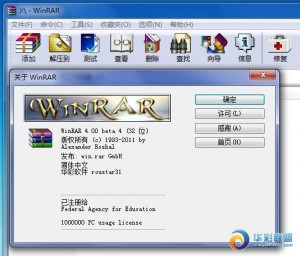 \\ - WinRAR
文件(F) 命令(C) 工具(S) 收藏夹(O) 选项(N) 帮助(H)
添加 解压到 测试 查看 删除 查找 向导 信息 修复
关于 WinRAR
WINRAR
确定
许可(L)
感谢(A)
首页(H)
WinRAR 4.00 beta 4 (32 位)
版权所有 (c) 1993-2011 by
Alexander Roshal
发布: win.rar GmbH
简体中文
华彩软件 roustar31
已注册给
Federal Agency for Education
1000000 PC usage license
华彩联盟